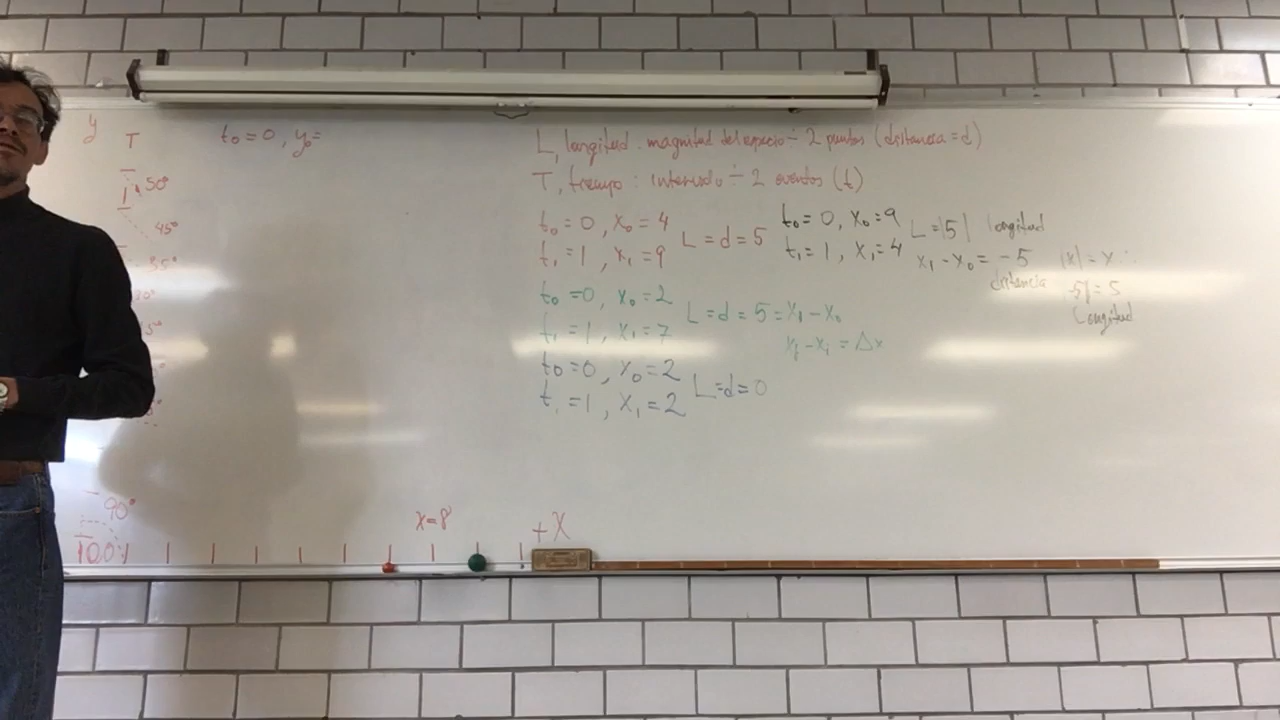 y
T
t₀=0, y₀=
50°
45°
35°
90°
100
x=8
+X
L, longitud. magnitud del espacio ÷ 2 puntos (distancia=d)
T, tiempo: intervalo ÷ 2 eventos (t)
t₀=0, x₀=4
t₁=1, x₁=9
L=d=5
t₀=0, x₀=9
t₁=1, x₁=4
L=|5| longitud
x₁-x₀=-5
distancia
|x|=x ∴
|-5|=5
Longitud
t₀=0, x₀=2
t₁=1, x₁=7
L=d=5=x₁-x₀
x_f-x_i=Δx
t₀=0, x₀=2
t₁=1, x₁=2
L=d=0